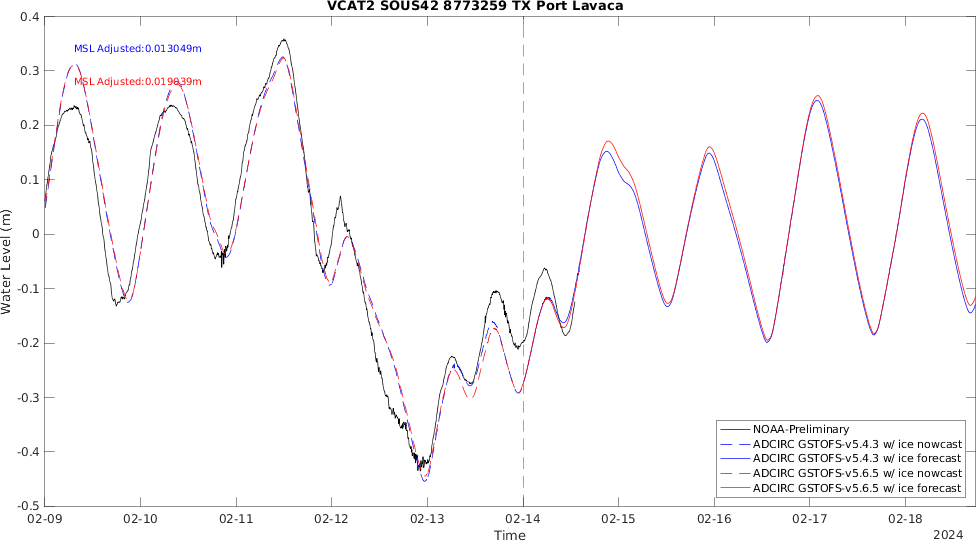 VCAT2 SOUS42 8773259 TX Port Lavaca
0.4
0.3
0.2
0.1
0
-0.1
-0.2
-0.3
-0.4
-0.5
Water Level (m)
MSL Adjusted:0.013049m
MSL Adjusted:0.019839m
NOAA-Preliminary
ADCIRC GSTOFS-v5.4.3 w/ ice nowcast
ADCIRC GSTOFS-v5.4.3 w/ ice forecast
ADCIRC GSTOFS-v5.6.5 w/ ice nowcast
ADCIRC GSTOFS-v5.6.5 w/ ice forecast
02-09 02-10 02-11 02-12 02-13 02-14 02-15 02-16 02-17 02-18
Time
2024